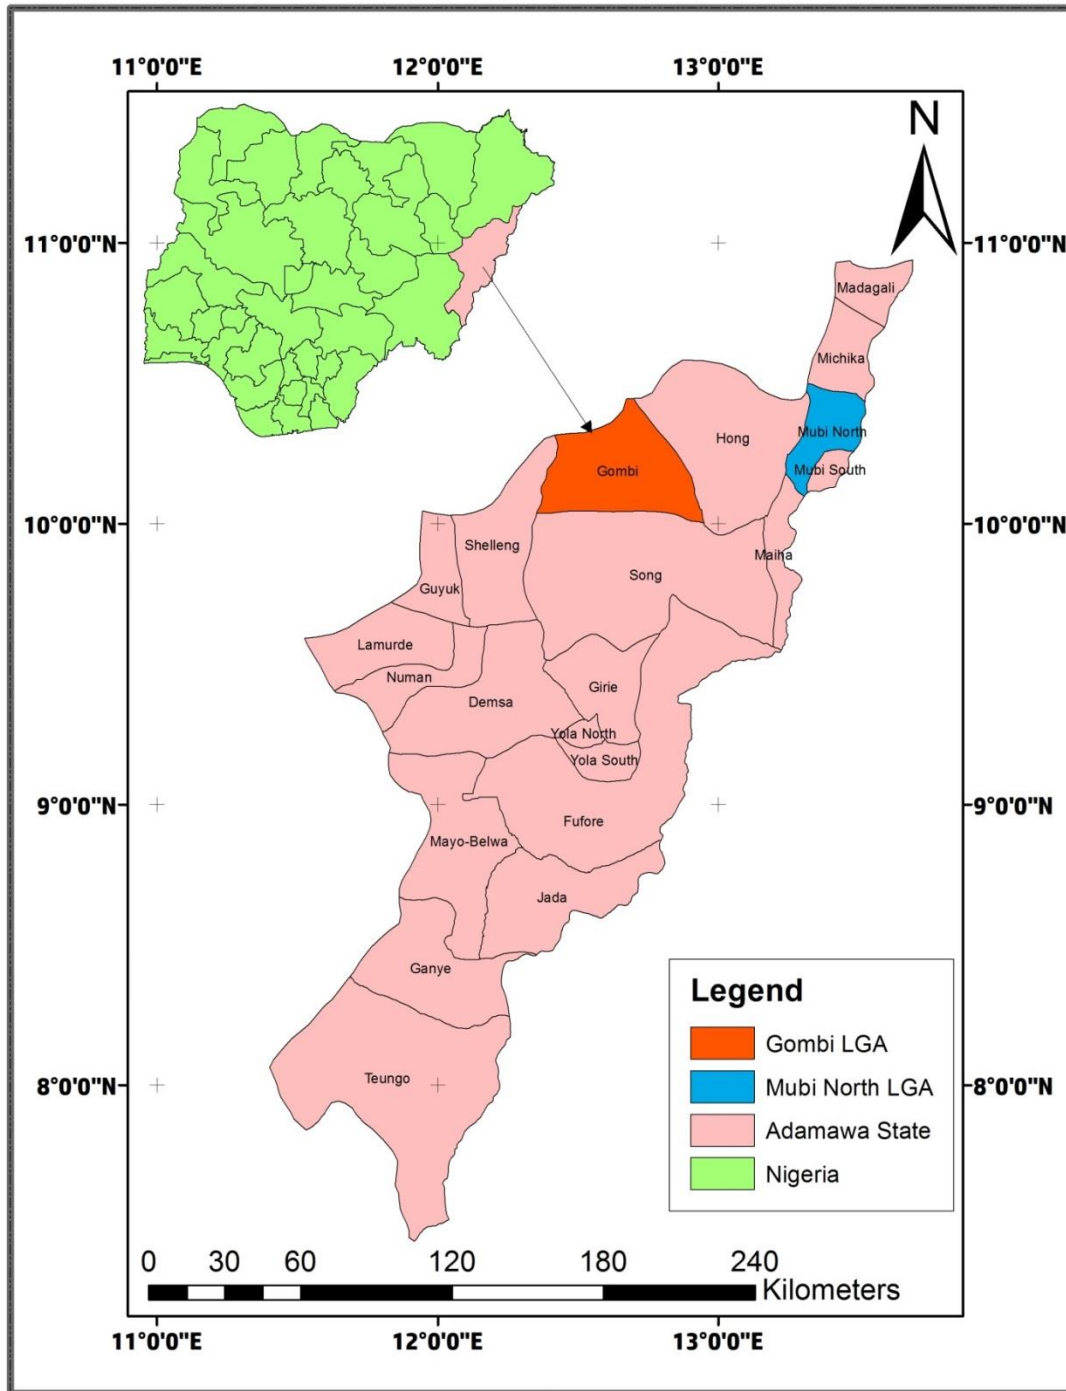 11°0'0"E 12°0'0"E 13°0'0"E
N
11°0'0"N 11°0'0"N
Madagali
Michika
Mubi North
Hong
Gombi
Mubi South
10°0'0"N 10°0'0"N
Shelleng
Maiha
Song
Guyuk
Lamurde
Numan
Girie
Demsa
Yola North
Yola South
9°0'0"N 9°0'0"N
Fufore
Mayo-Belwa
Jada
Ganye
Legend
Gombi LGA
Mubi North LGA
Adamawa State
Nigeria
8°0'0"N 8°0'0"N
Teungo
0 30 60 120 180 240
Kilometers
11°0'0"E 12°0'0"E 13°0'0"E